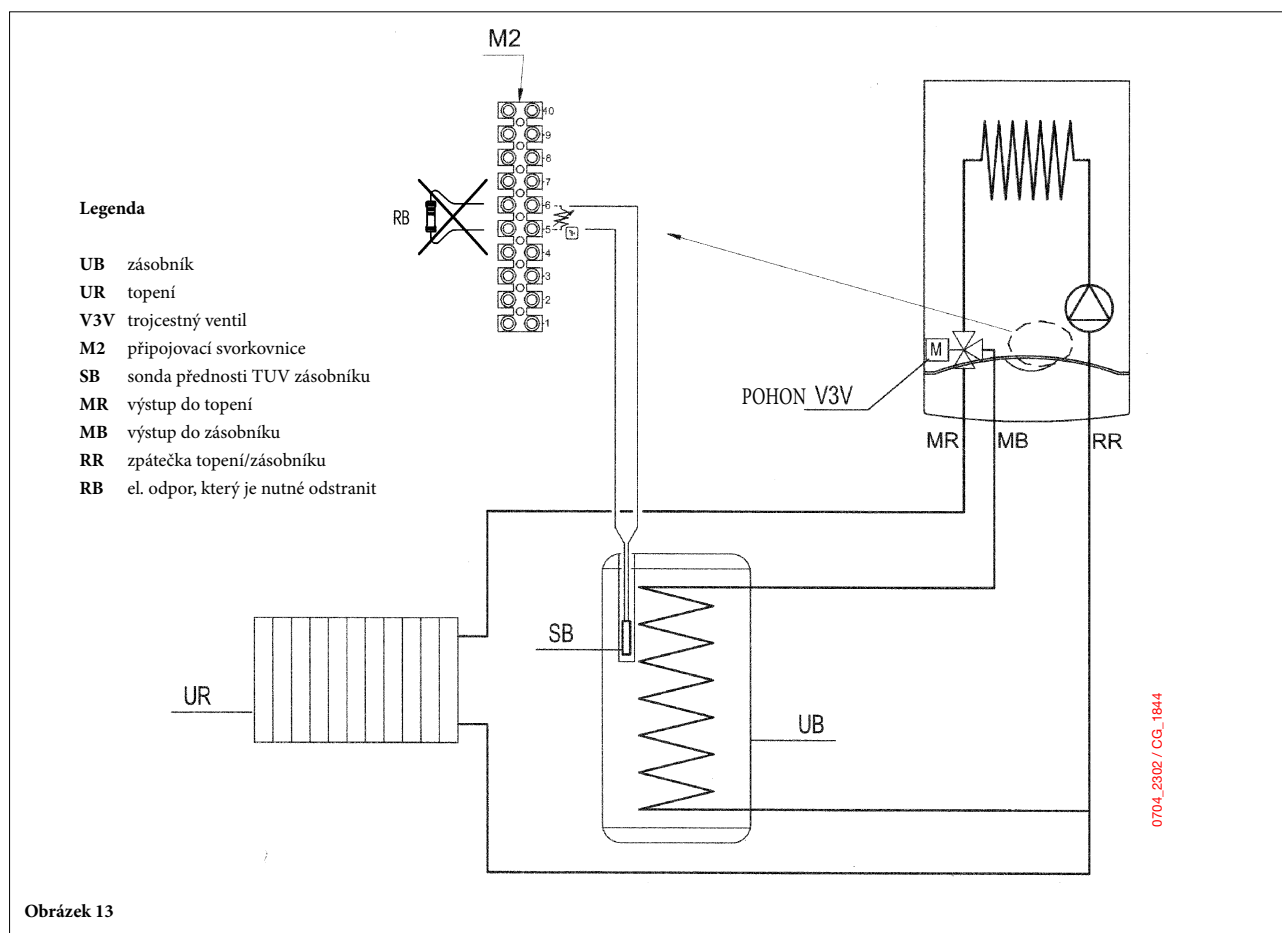 M2
10
9
8
7
6
5
4
3
2
1
RB
Legenda
UB zásobník
UR topení
V3V trojcestný ventil
M2 připojovací svorkovnice
SB sonda přednosti TUV zásobníku
MR výstup do topení
MB výstup do zásobníku
RR zpátečka topení/zásobníku
RB el. odpor, který je nutné odstranit
M
POHON V3V
MR MB RR
SB
UR
UB
0704_2302 / CG_1844
Obrázek 13